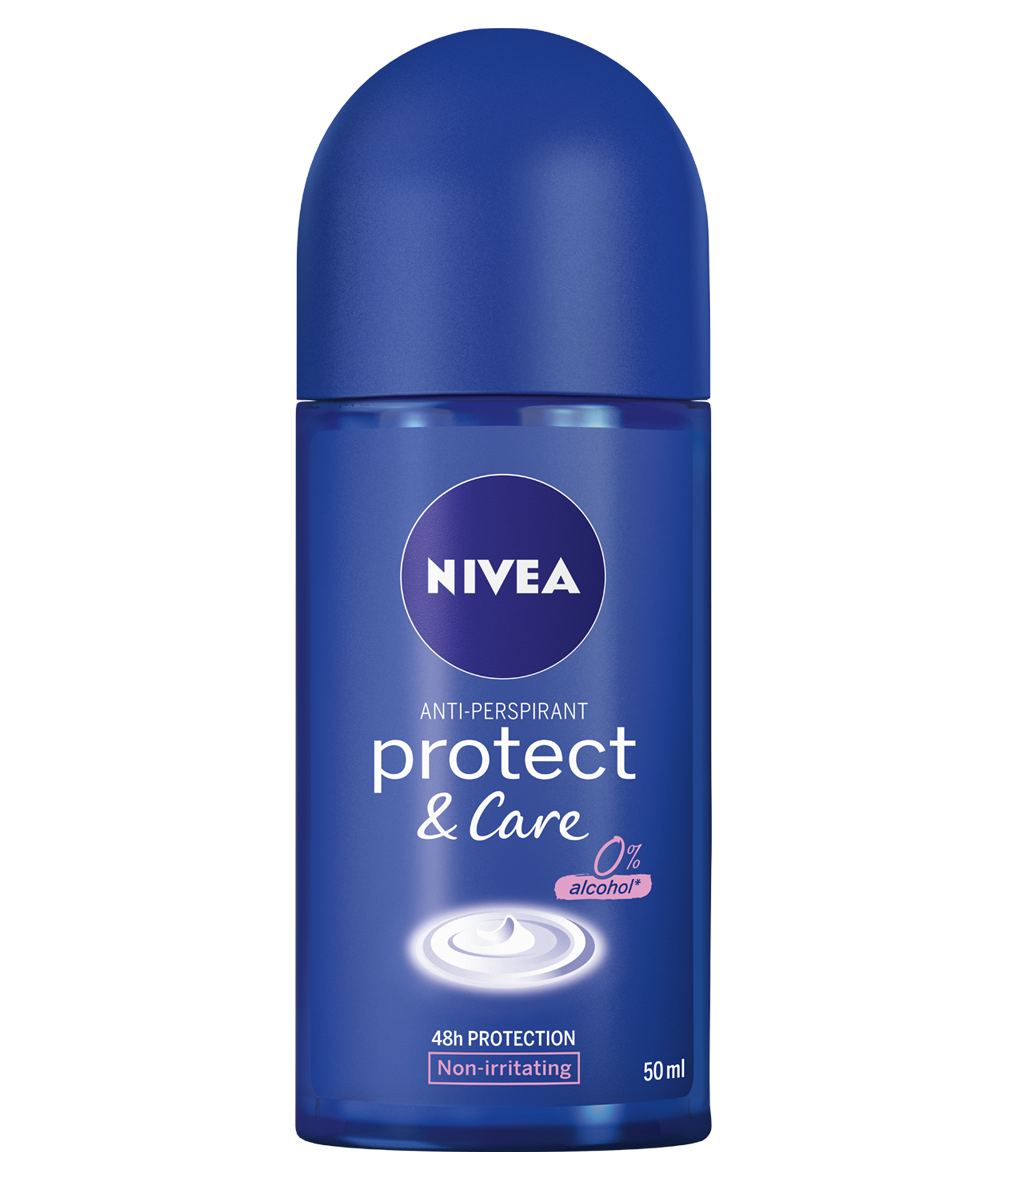 NIVEA
ANTI-PERSPIRANT
protect
& Care
0%
alcohol*
48h PROTECTION
Non-irritating
50 ml